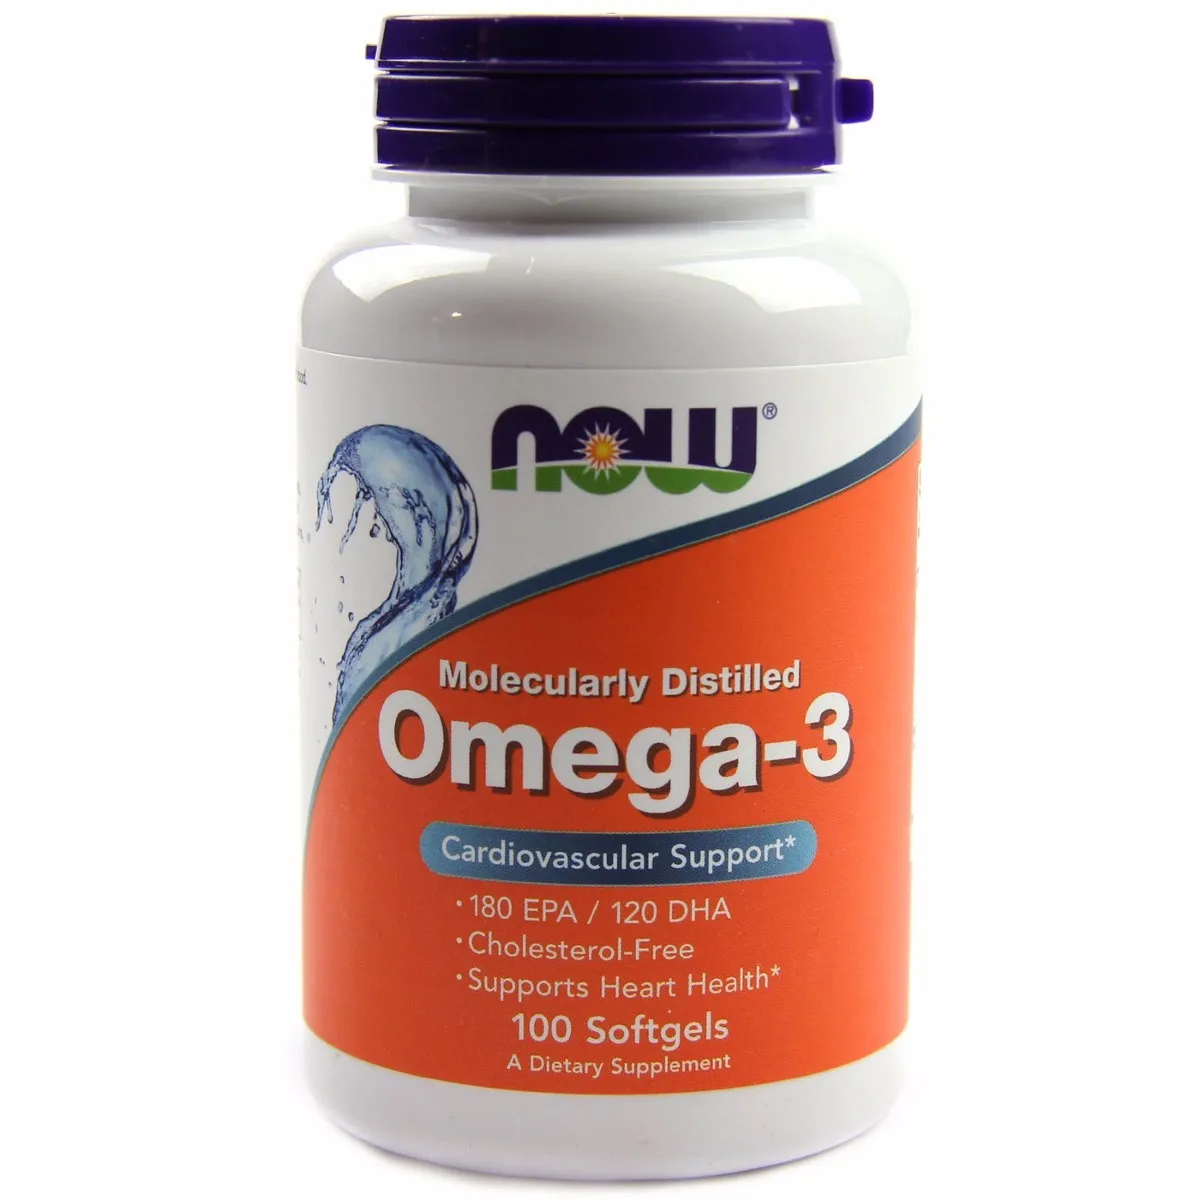 NOW®
Molecularly Distilled
Omega-3
Cardiovascular Support*
• 180 EPA / 120 DHA
• Cholesterol-Free
• Supports Heart Health*
100 Softgels
A Dietary Supplement